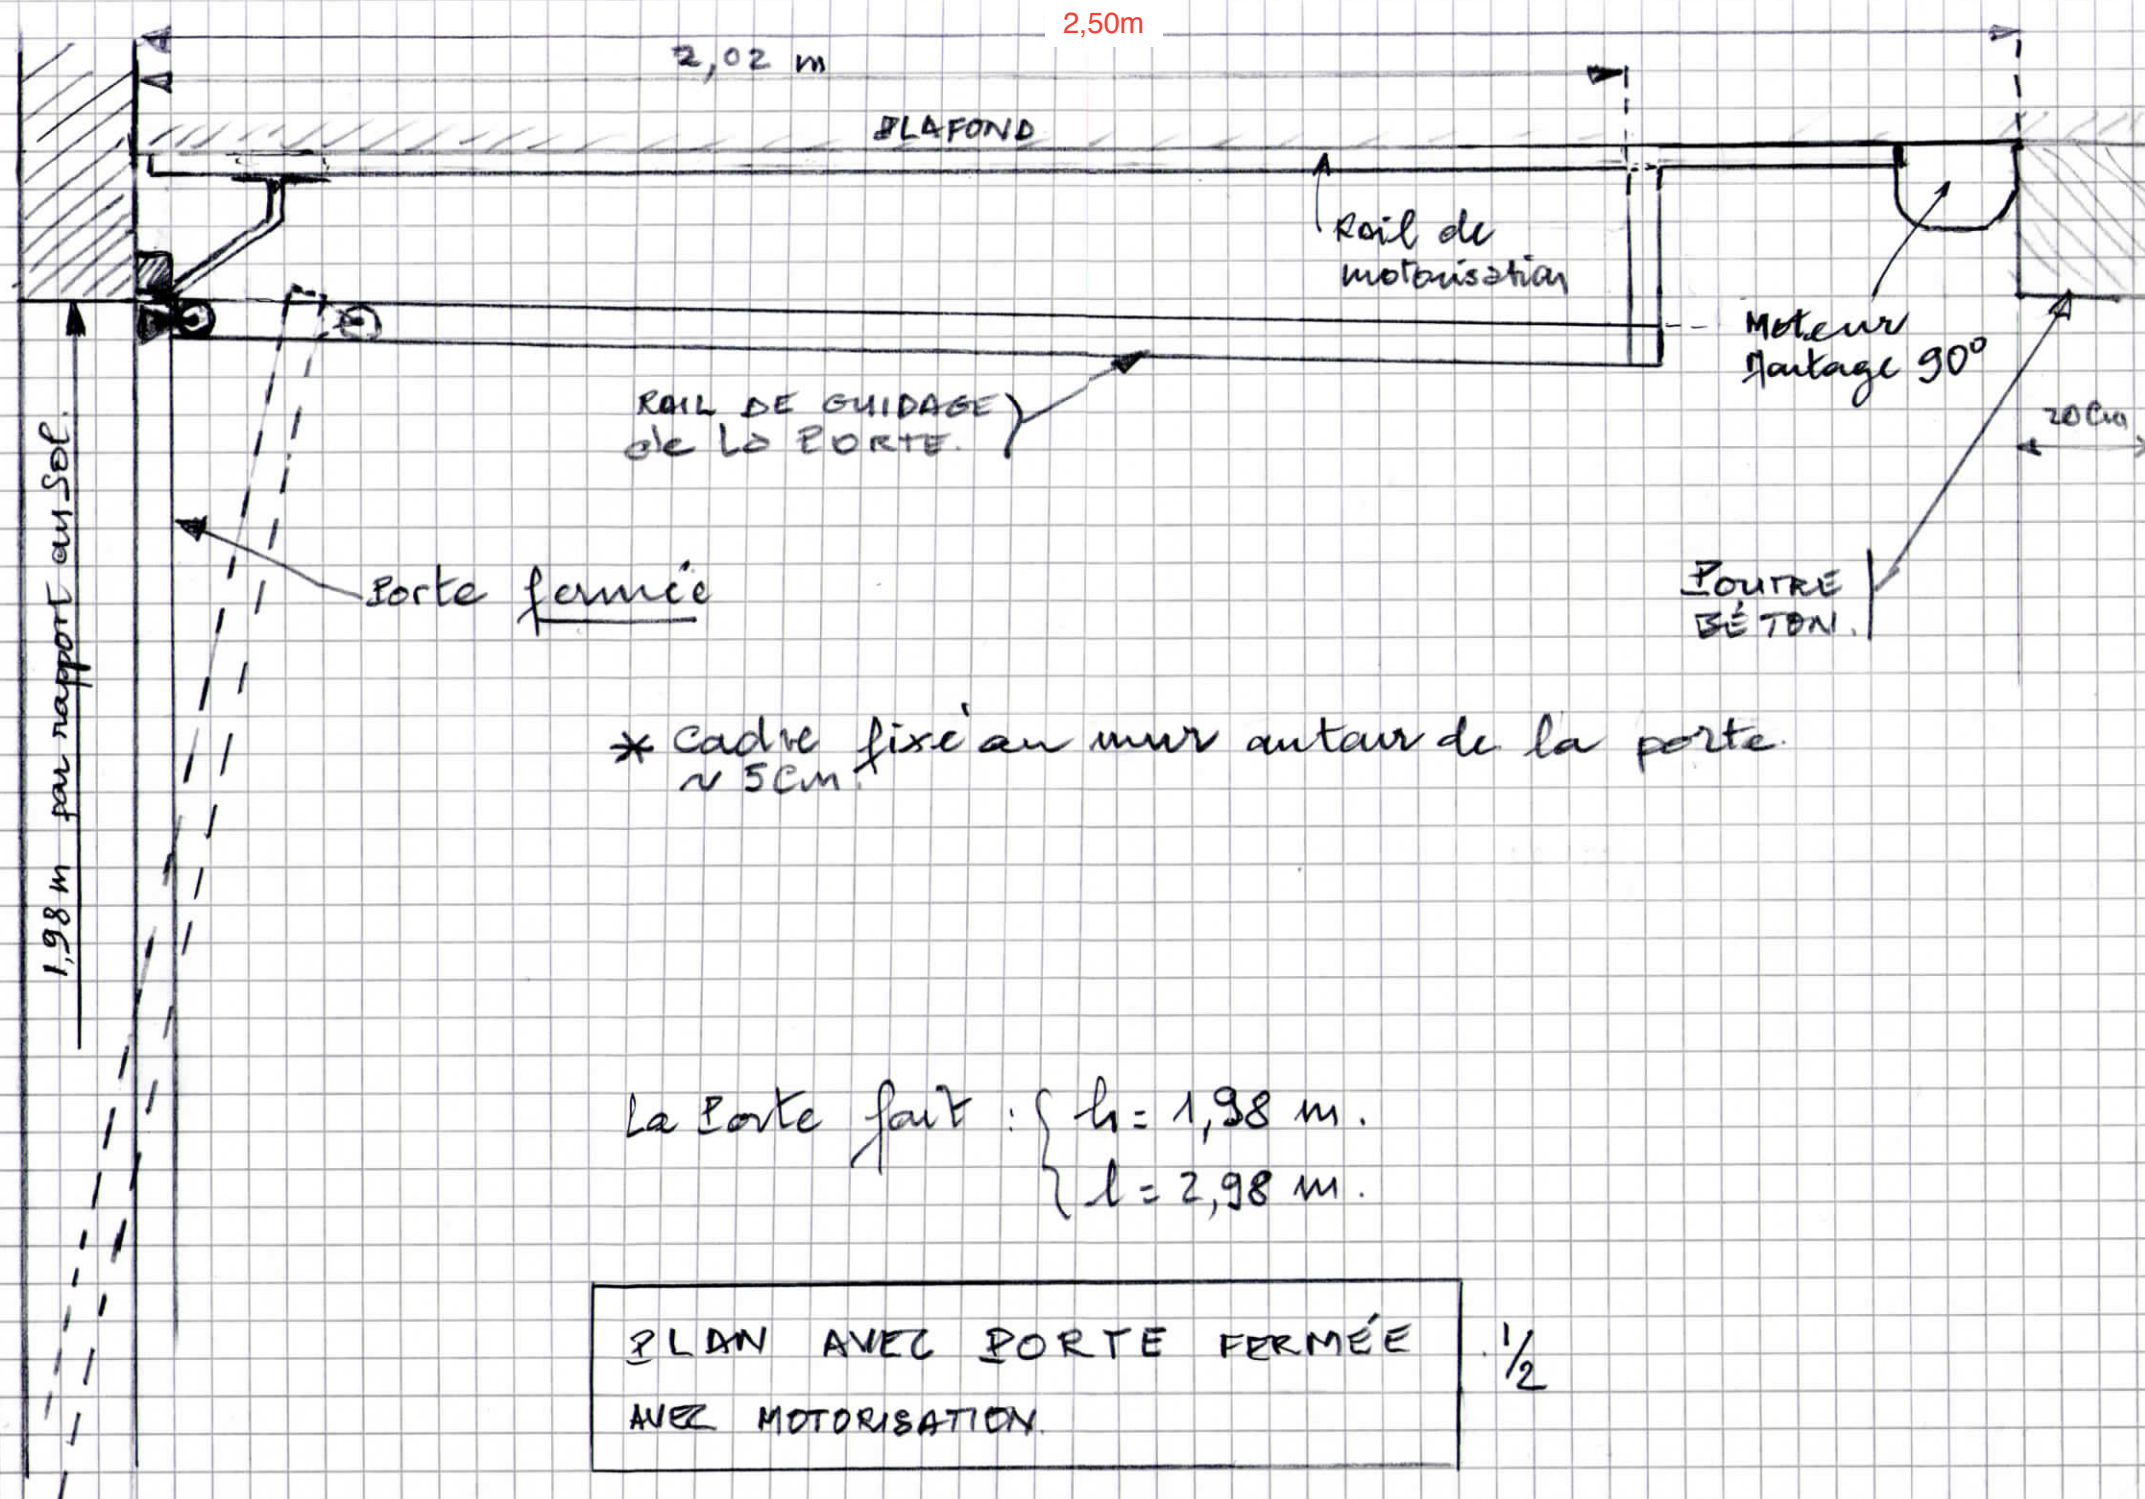 2,50m
2,02 m
PLAFOND
Rail de
motorisation
Moteur
Montage 90°
20 Cm
RAIL DE GUIDAGE
de La PORTE.
1,98 m par rapport au sol.
Porte fermée
POUTRE
BÉTON.
* Cadre fixé au mur autour de la porte.
~ 5 Cm.
La Porte fait : { h = 1,98 m.
l = 2,98 m.
PLAN AVEC PORTE FERMÉE
AVEC MOTORISATION.
1/2